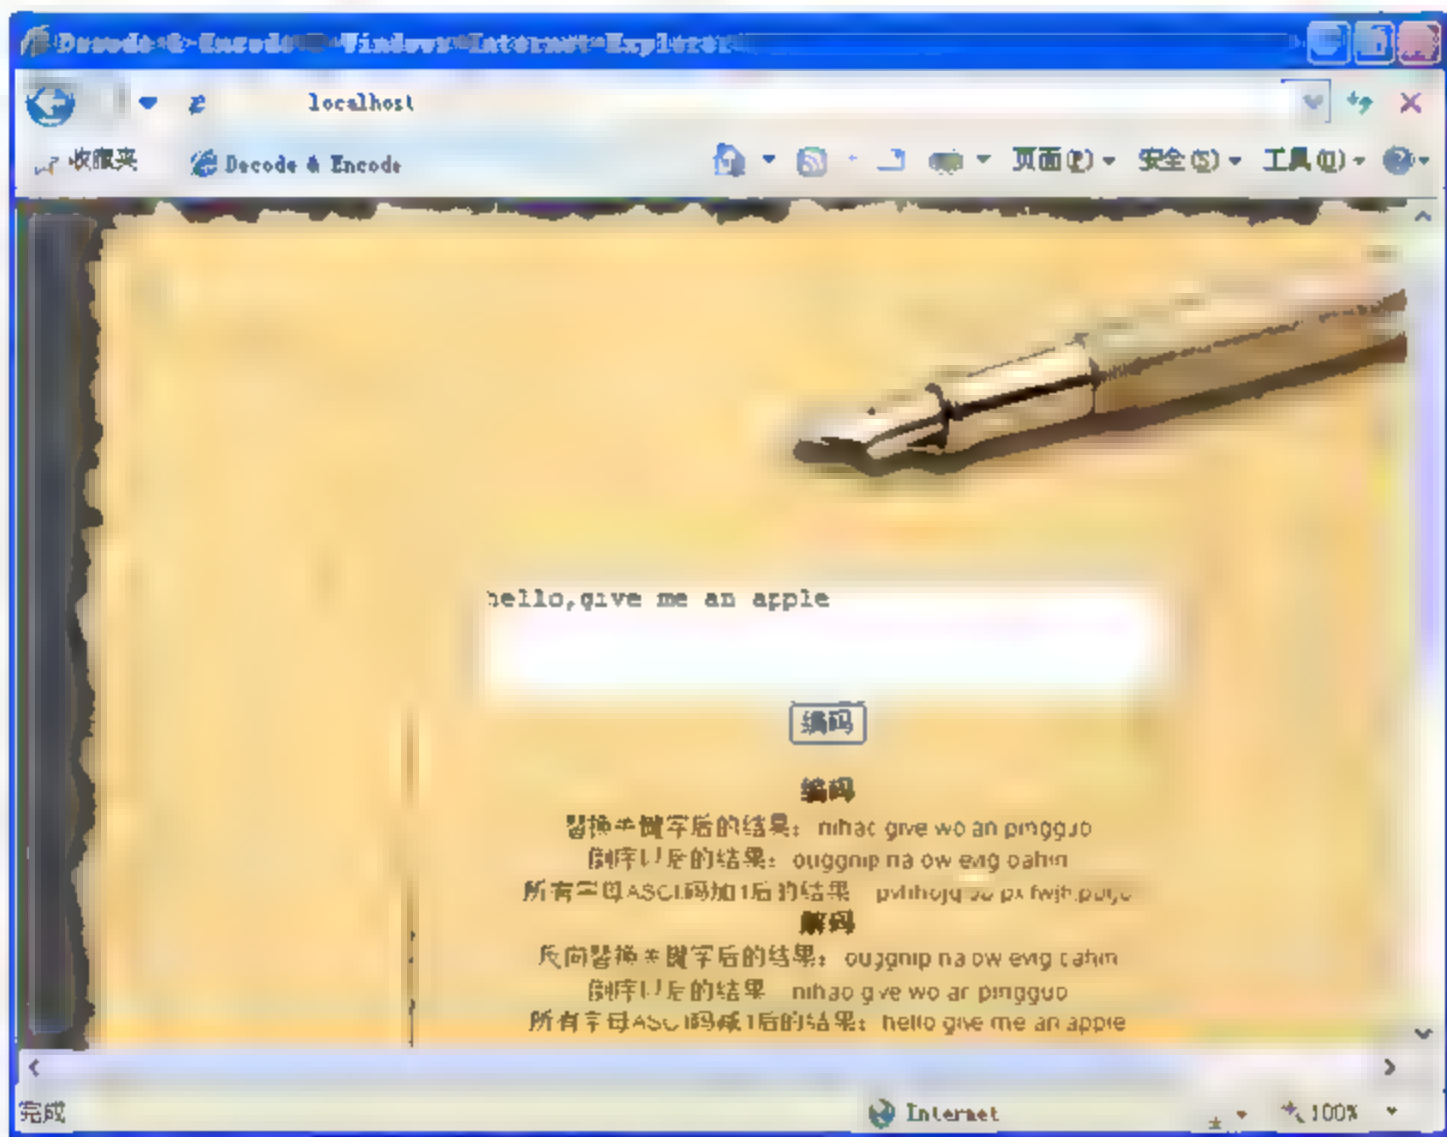 Decode & Encode - Windows Internet Explorer
localhost
收藏夹 Decode & Encode 页面(P) 安全(S) 工具(O)
hello,give me an apple
编码
编码
替换关键字后的结果：nihao give wo an pingguo
倒序以后的结果：ouggnip na ow evig oahin
所有字母ASCII码加1后的结果
解码
反向替换关键字后的结果：ouggnip na ow evig oahin
倒序以后的结果 nihao give wo an pingguo
所有字母ASCII码减1后的结果：hello give me an apple
完成 Internet 100%